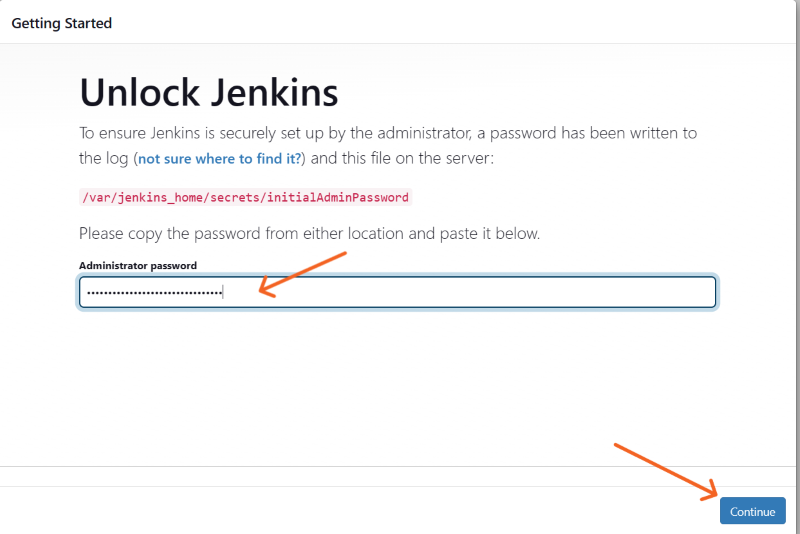 Getting Started
Unlock Jenkins
To ensure Jenkins is securely set up by the administrator, a password has been written to
the log (not sure where to find it?) and this file on the server:
/var/jenkins_home/secrets/initialAdminPassword
Please copy the password from either location and paste it below.
Administrator password
••••••••••••••••••••••••••••••••
Continue